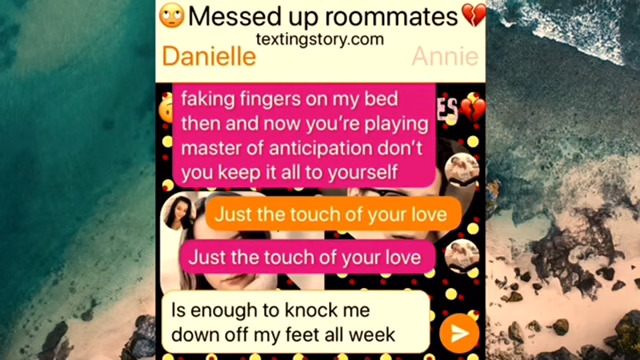 🙄Messed up roommates💔
textingstory.com
Danielle
Annie
faking fingers on my bed
then and now you’re playing
master of anticipation don’t
you keep it all to yourself
ES💔
Just the touch of your love
Just the touch of your love
Is enough to knock me
down off my feet all week